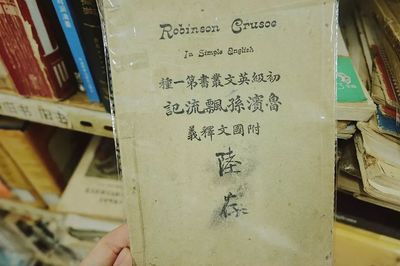 Robinson Crusoe
In Simple English
初級英文叢書第一種
魯濱孫飄流記
附國文釋義
陸